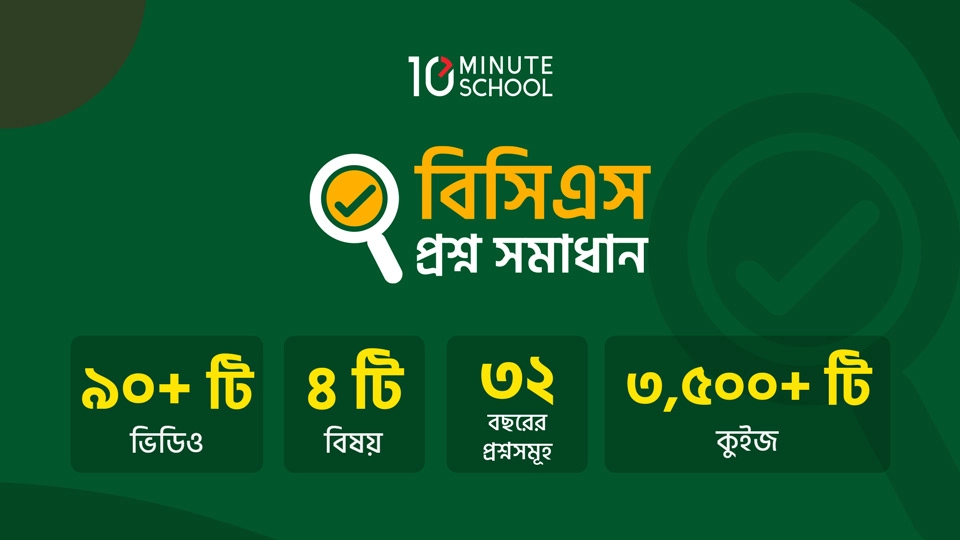 10 MINUTE
SCHOOL
বিসিএস
প্রশ্ন সমাধান
৯০+ টি
ভিডিও
৪ টি
বিষয়
৩২
বছরের
প্রশ্নসমূহ
৩,৫০০+ টি
কুইজ